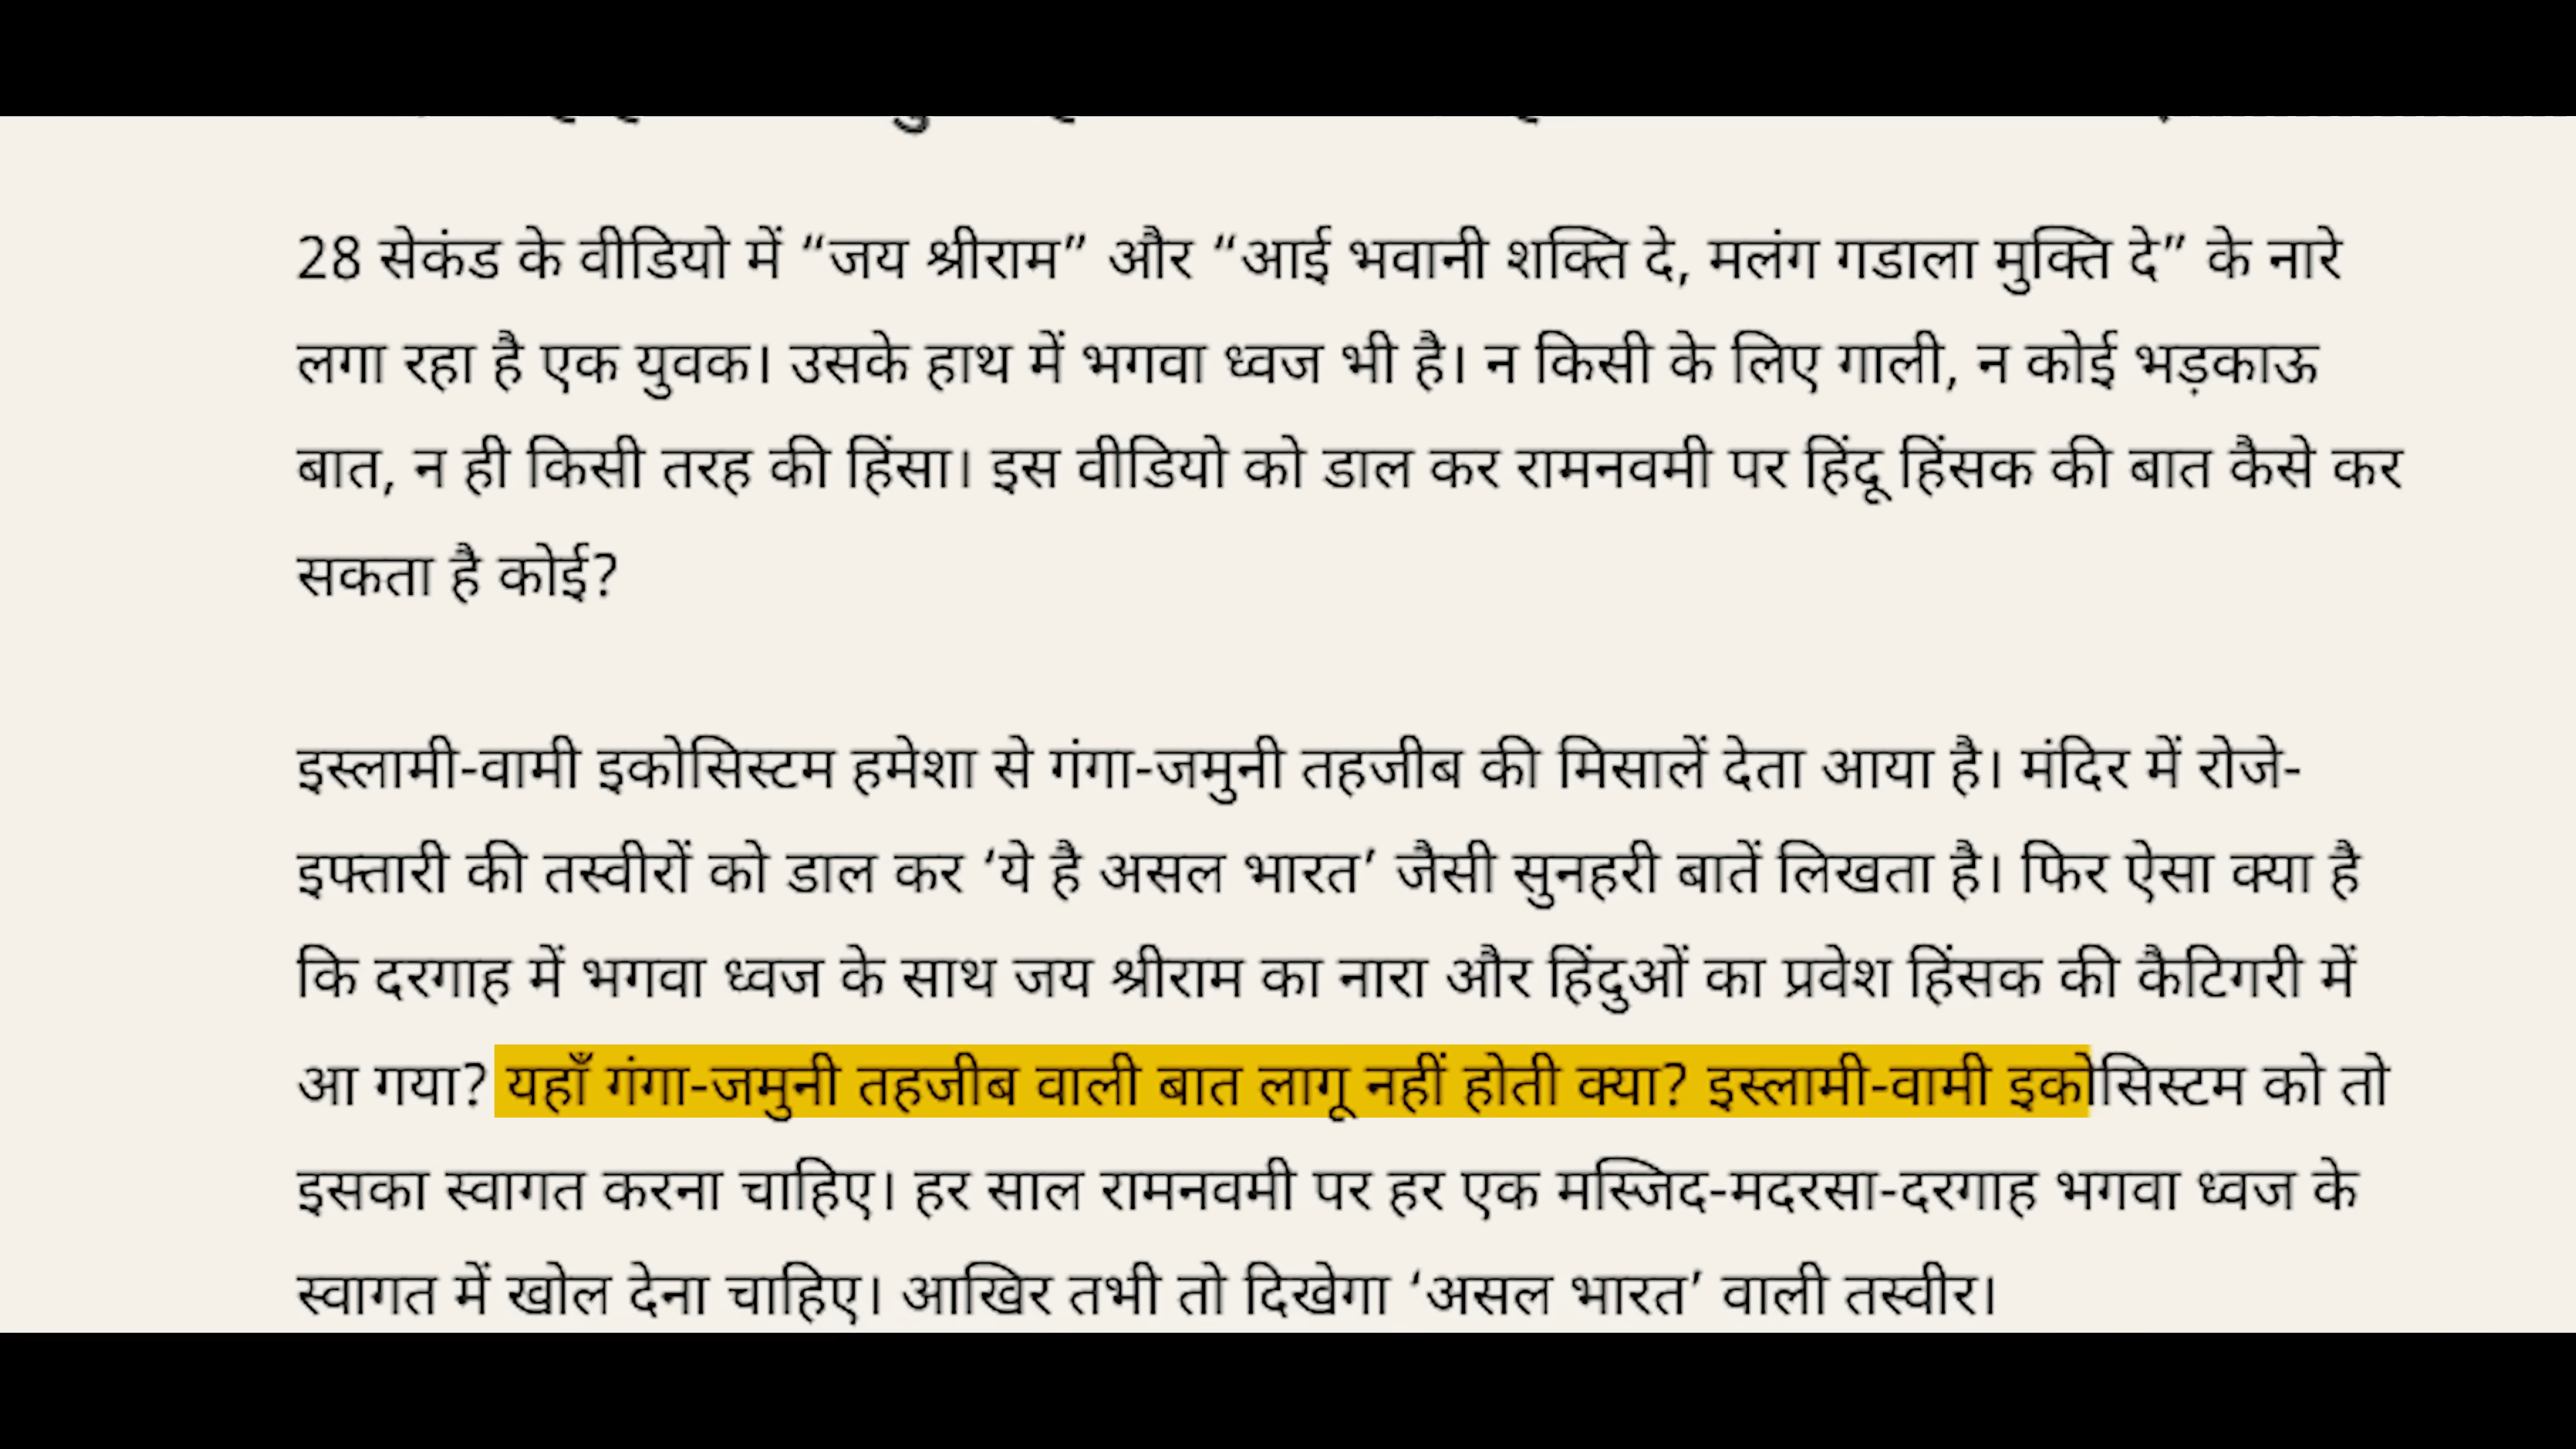 28 सेकंड के वीडियो में “जय श्रीराम” और “आई भवानी शक्ति दे, मलंग गडाला मुक्ति दे” के नारे
लगा रहा है एक युवक। उसके हाथ में भगवा ध्वज भी है। न किसी के लिए गाली, न कोई भड़काऊ
बात, न ही किसी तरह की हिंसा। इस वीडियो को डाल कर रामनवमी पर हिंदू हिंसक की बात कैसे कर
सकता है कोई?
इस्लामी-वामी इकोसिस्टम हमेशा से गंगा-जमुनी तहजीब की मिसालें देता आया है। मंदिर में रोजे-
इफ्तारी की तस्वीरों को डाल कर ‘ये है असल भारत’ जैसी सुनहरी बातें लिखता है। फिर ऐसा क्या है
कि दरगाह में भगवा ध्वज के साथ जय श्रीराम का नारा और हिंदुओं का प्रवेश हिंसक की कैटिगरी में
आ गया? यहाँ गंगा-जमुनी तहजीब वाली बात लागू नहीं होती क्या? इस्लामी-वामी इकोसिस्टम को तो
इसका स्वागत करना चाहिए। हर साल रामनवमी पर हर एक मस्जिद-मदरसा-दरगाह भगवा ध्वज के
स्वागत में खोल देना चाहिए। आखिर तभी तो दिखेगा ‘असल भारत’ वाली तस्वीर।